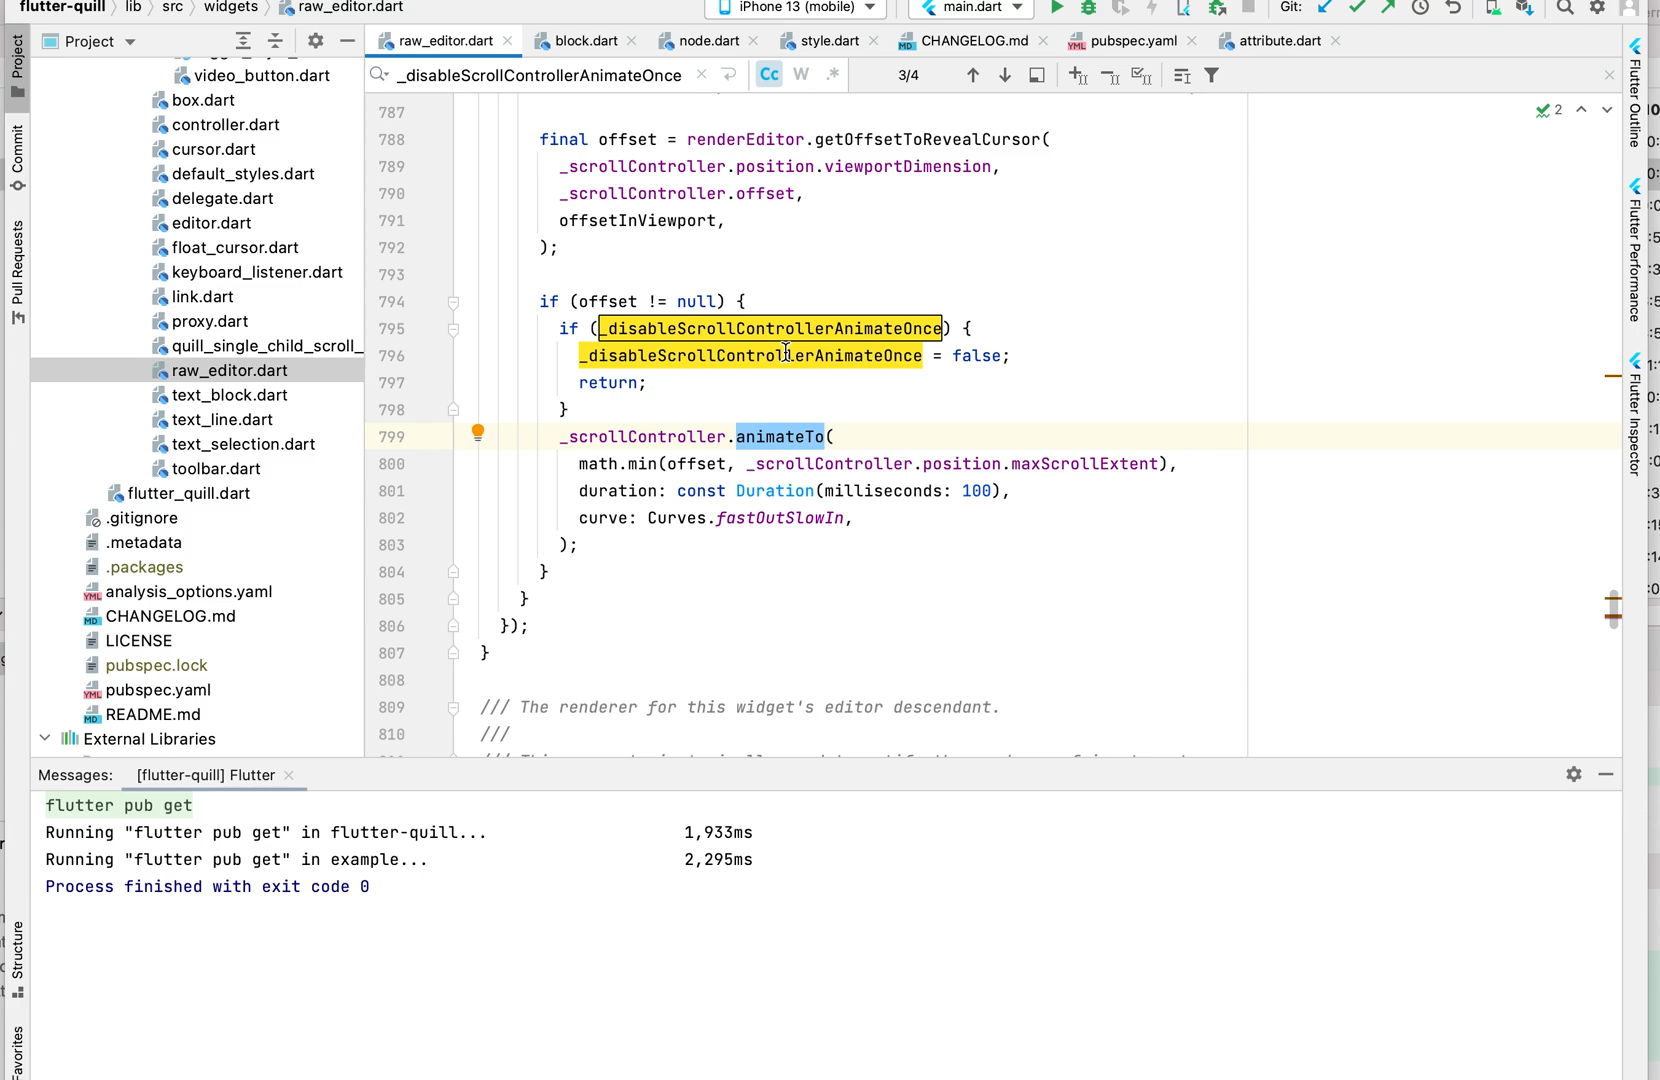 flutter-quill lib src widgets raw_editor.dart
iPhone 13 (mobile) main.dart Git:
Project
raw_editor.dart block.dart node.dart style.dart CHANGELOG.md pubspec.yaml attribute.dart
_disableScrollControllerAnimateOnce Cc W .* 3/4
Project
Commit
Pull Requests
Structure
Favorites
video_button.dart
box.dart
controller.dart
cursor.dart
default_styles.dart
delegate.dart
editor.dart
float_cursor.dart
keyboard_listener.dart
link.dart
proxy.dart
quill_single_child_scroll_
raw_editor.dart
text_block.dart
text_line.dart
text_selection.dart
toolbar.dart
flutter_quill.dart
.gitignore
.metadata
.packages
analysis_options.yaml
CHANGELOG.md
LICENSE
pubspec.lock
pubspec.yaml
README.md
External Libraries
787
788 final offset = renderEditor.getOffsetToRevealCursor(
789 _scrollController.position.viewportDimension,
790 _scrollController.offset,
791 offsetInViewport,
792 );
793
794 if (offset != null) {
795 if (_disableScrollControllerAnimateOnce) {
796 _disableScrollControllerAnimateOnce = false;
797 return;
798 }
799 _scrollController.animateTo(
800 math.min(offset, _scrollController.position.maxScrollExtent),
801 duration: const Duration(milliseconds: 100),
802 curve: Curves.fastOutSlowIn,
803 );
804 }
805 }
806 });
807 }
808
809 /// The renderer for this widget's editor descendant.
810 ///
2
Flutter Outline
Flutter Performance
Flutter Inspector
Messages: [flutter-quill] Flutter
flutter pub get
Running "flutter pub get" in flutter-quill... 1,933ms
Running "flutter pub get" in example... 2,295ms
Process finished with exit code 0